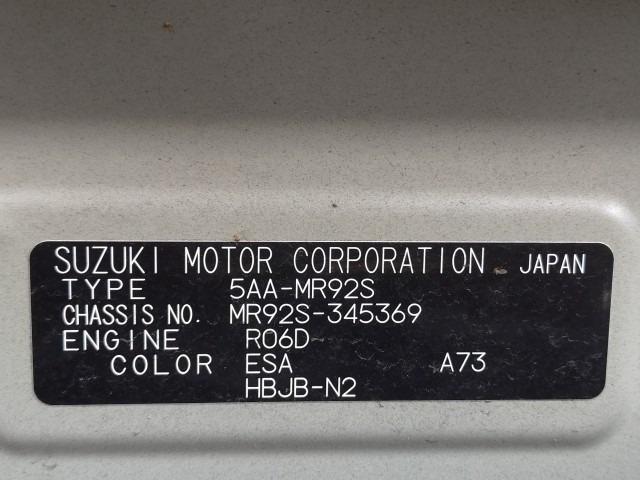 SUZUKI MOTOR CORPORATION JAPAN
TYPE 5AA-MR92S
CHASSIS NO. MR92S-345369
ENGINE R06D
COLOR ESA A73
HBJB-N2